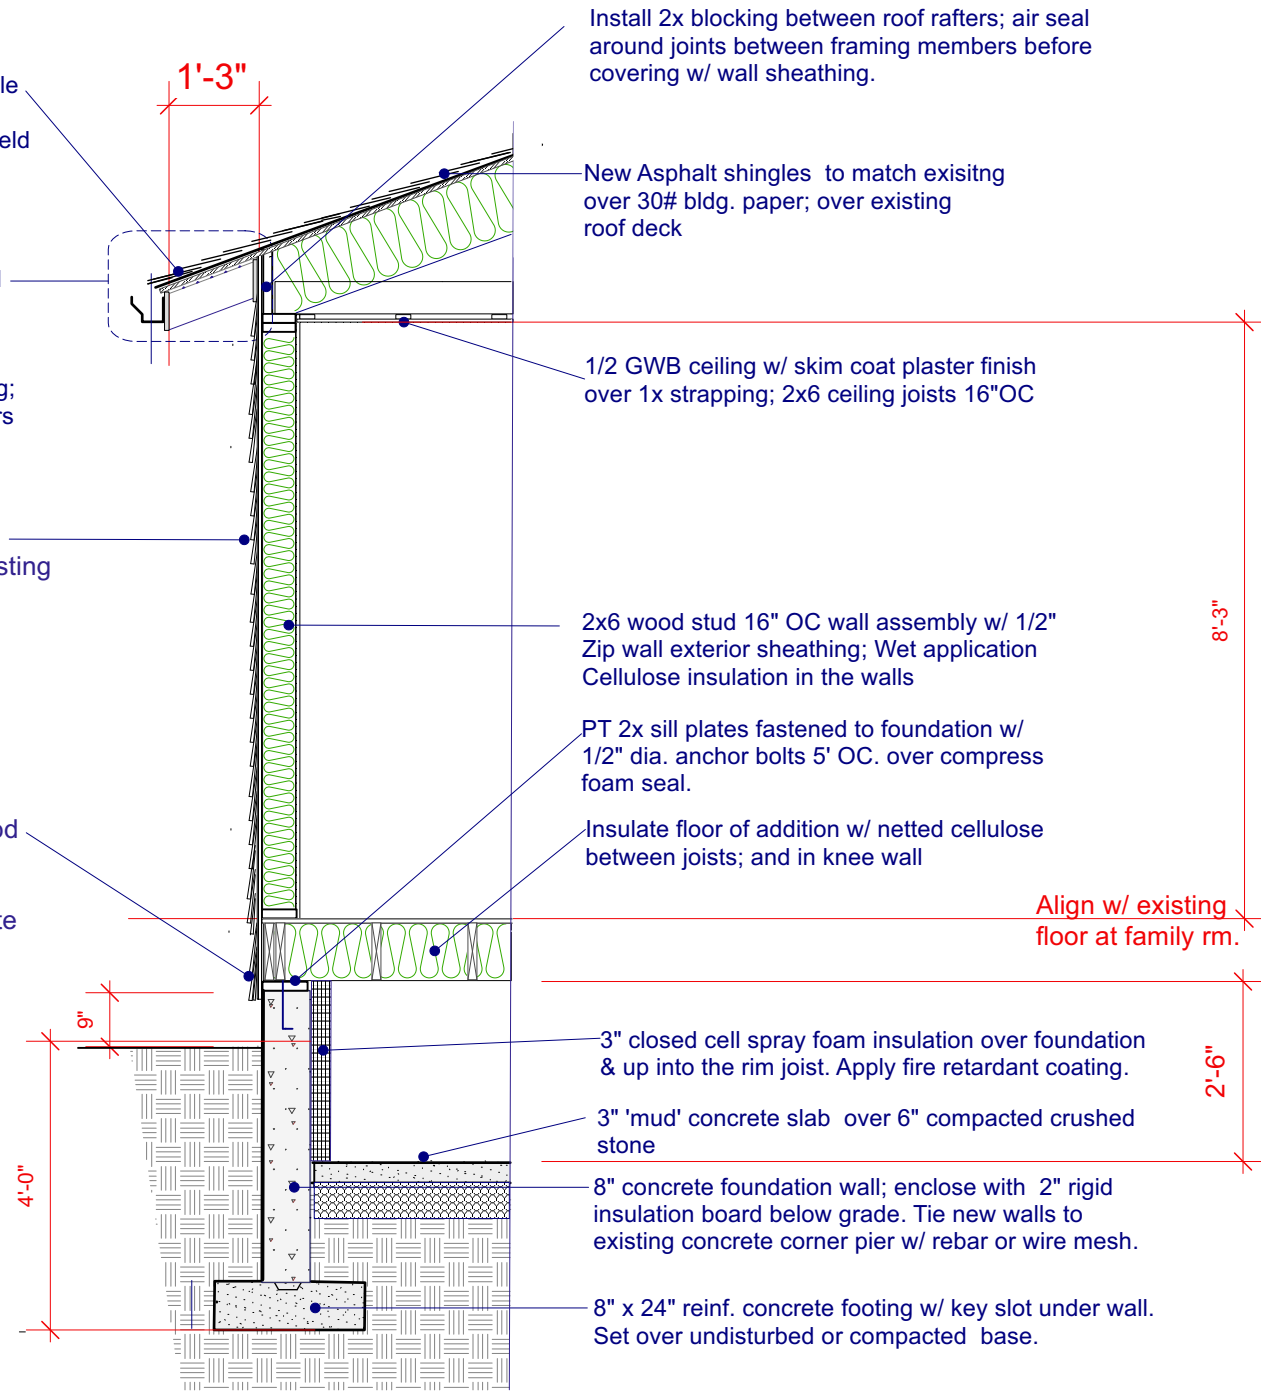 Install 2x blocking between roof rafters; air seal
around joints between framing members before
covering w/ wall sheathing.
1'-3"
le
eld
New Asphalt shingles to match exisitng
over 30# bldg. paper; over existing
roof deck
1/2 GWB ceiling w/ skim coat plaster finish
over 1x strapping; 2x6 ceiling joists 16"OC
g;
rs
sting
8'-3"
2x6 wood stud 16" OC wall assembly w/ 1/2"
Zip wall exterior sheathing; Wet application
Cellulose insulation in the walls
PT 2x sill plates fastened to foundation w/
1/2" dia. anchor bolts 5' OC. over compress
foam seal.
od
Insulate floor of addition w/ netted cellulose
between joists; and in knee wall
te
Align w/ existing
floor at family rm.
9"
3" closed cell spray foam insulation over foundation
& up into the rim joist. Apply fire retardant coating.
2'-6"
3" 'mud' concrete slab over 6" compacted crushed
stone
4'-0"
8" concrete foundation wall; enclose with 2" rigid
insulation board below grade. Tie new walls to
existing concrete corner pier w/ rebar or wire mesh.
8" x 24" reinf. concrete footing w/ key slot under wall.
Set over undisturbed or compacted base.